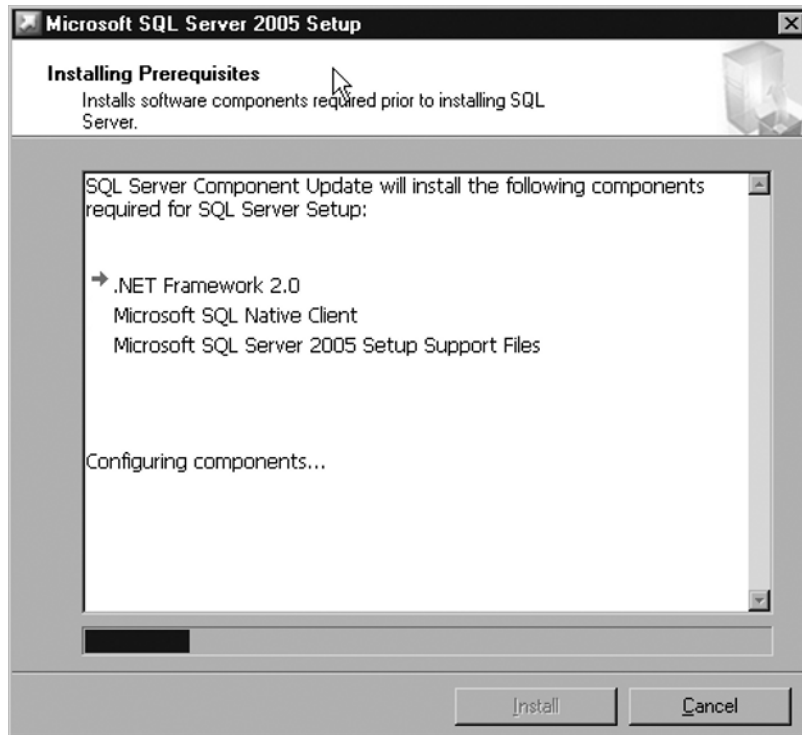 Microsoft SQL Server 2005 Setup
Installing Prerequisites
Installs software components required prior to installing SQL
Server.
SQL Server Component Update will install the following components
required for SQL Server Setup:
.NET Framework 2.0
Microsoft SQL Native Client
Microsoft SQL Server 2005 Setup Support Files
Configuring components...
Install
Cancel